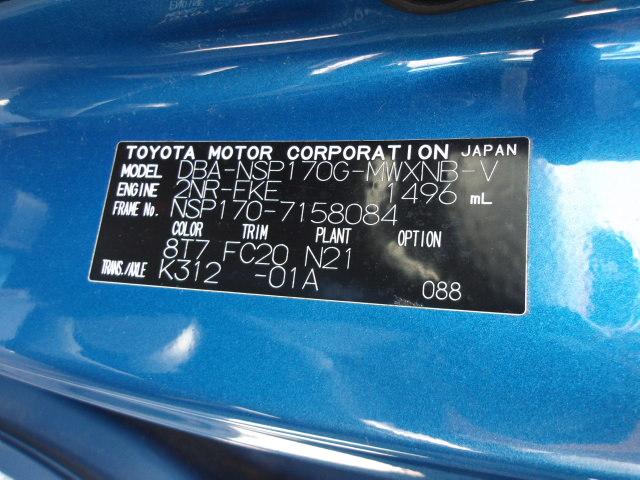 TOYOTA MOTOR CORPORATION JAPAN
MODEL DBA-NSP170G-MWXNB-V
ENGINE 2NR-FKE 1496 mL
FRAME No. NSP170-7158084
COLOR TRIM PLANT OPTION
8T7 FC20 N21
TRANS./AXLE K312 -01A 088